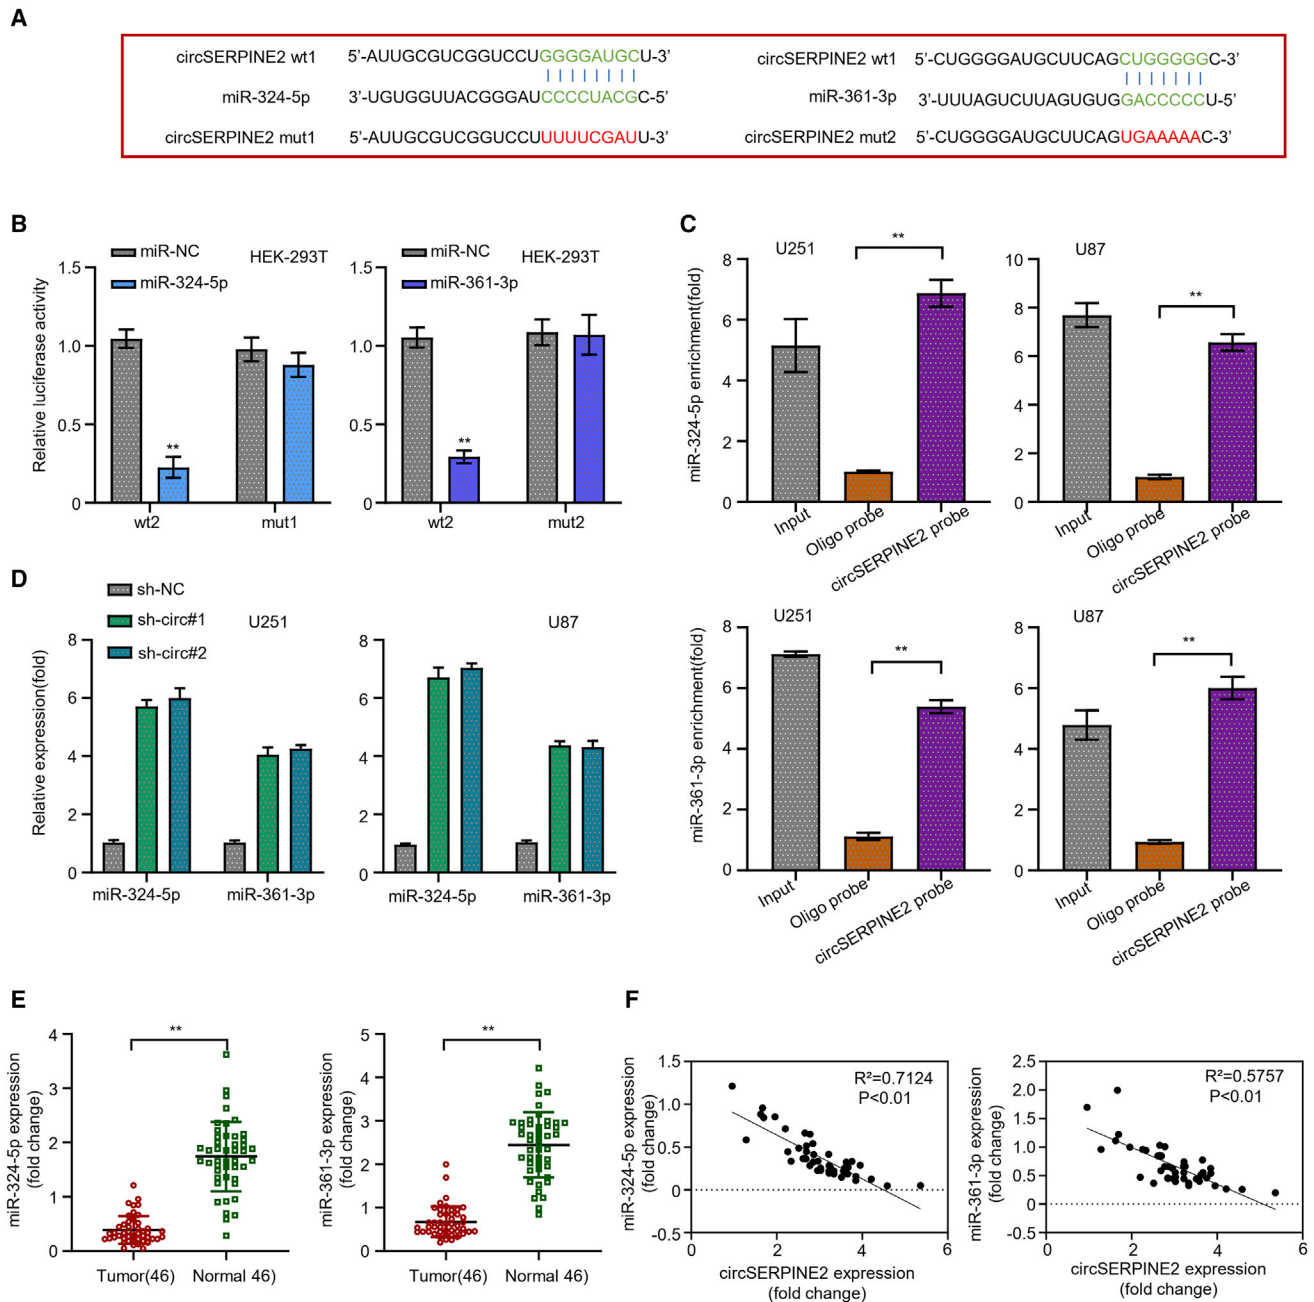 A
circSERPINE2 wt1 5'-AUUGCGUCGGUCCUGGGGAUGCU-3'
miR-324-5p 3'-UGUGGUUACGGGAUCCCCUACGC-5'
circSERPINE2 mut1 5'-AUUGCGUCGGUCCUUUUUCGAUU-3'
circSERPINE2 wt1 5'-CUGGGGAUGCUUCAGCUGGGGGC-3'
miR-361-3p 3'-UUUAGUCUUAGUGUGGACCCCCU-5'
circSERPINE2 mut2 5'-CUGGGGAUGCUUCAGUGAAAAAC-3'
B
miR-NC HEK-293T
miR-324-5p
Relative luciferase activity
1.5
1.0
0.5
0
**
wt2 mut1
miR-NC HEK-293T
miR-361-3p
1.5
1.0
0.5
0
**
wt2 mut2
C
U251
**
miR-324-5p enrichment(fold)
8
6
4
2
0
Input Oligo probe circSERPINE2 probe
U87
**
10
8
6
4
2
0
Input Oligo probe circSERPINE2 probe
U251
**
miR-361-3p enrichment(fold)
8
6
4
2
0
Input Oligo probe circSERPINE2 probe
U87
**
8
6
4
2
0
Input Oligo probe circSERPINE2 probe
D
sh-NC
sh-circ#1 U251
sh-circ#2
Relative expression(fold)
8
6
4
2
0
miR-324-5p miR-361-3p
U87
8
6
4
2
0
miR-324-5p miR-361-3p
E
miR-324-5p expression
(fold change)
4
3
2
1
0
**
Tumor(46) Normal 46)
miR-361-3p expression
(fold change)
5
4
3
2
1
0
**
Tumor(46) Normal 46)
F
miR-324-5p expression
(fold change)
1.5
1.0
0.5
0
-0.5
R²=0.7124
P<0.01
0 2 4 6
circSERPINE2 expression
(fold change)
miR-361-3p expression
(fold change)
2.5
2.0
1.5
1.0
0.5
0
-0.5
R²=0.5757
P<0.01
0 2 4 6
circSERPINE2 expression
(fold change)